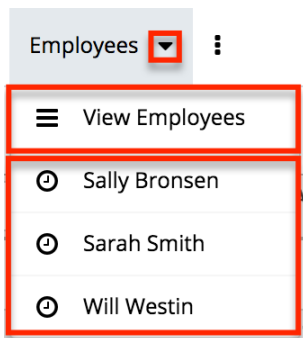 Employees
View Employees
Sally Bronsen
Sarah Smith
Will Westin